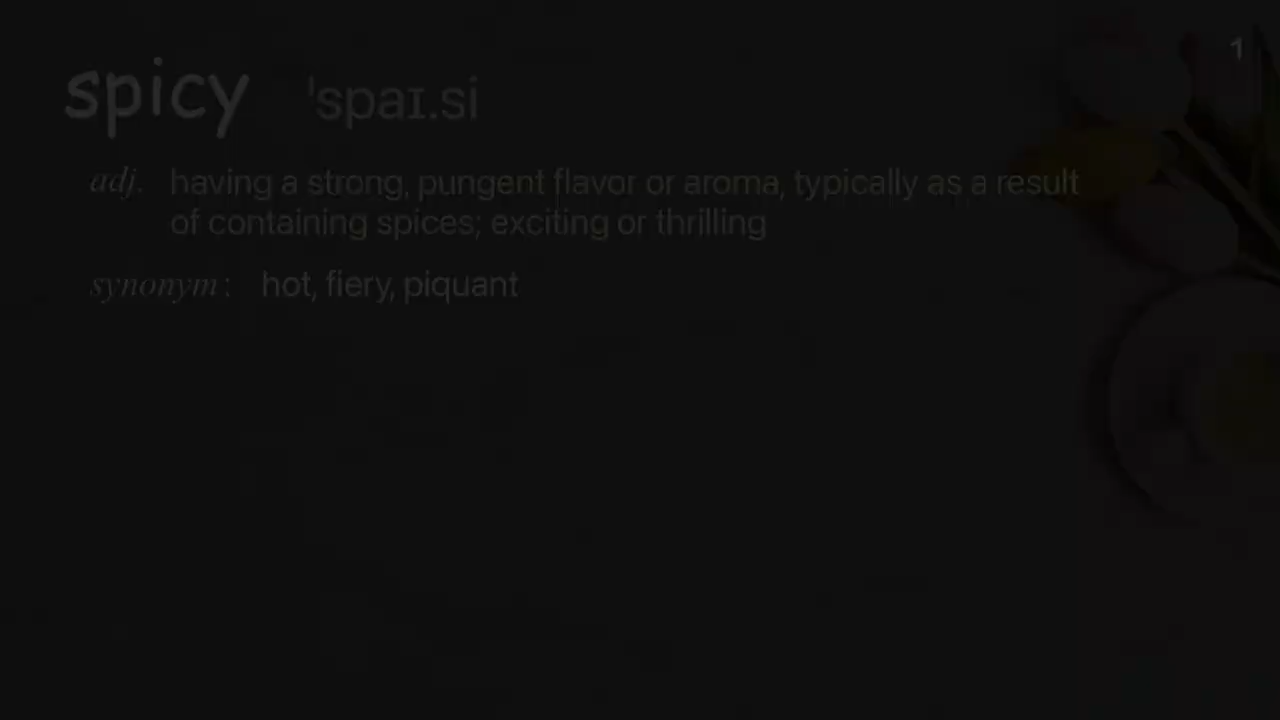 1
spicy ˈspaɪ.si
adj. having a strong, pungent flavor or aroma, typically as a result
of containing spices; exciting or thrilling
synonym : hot, fiery, piquant